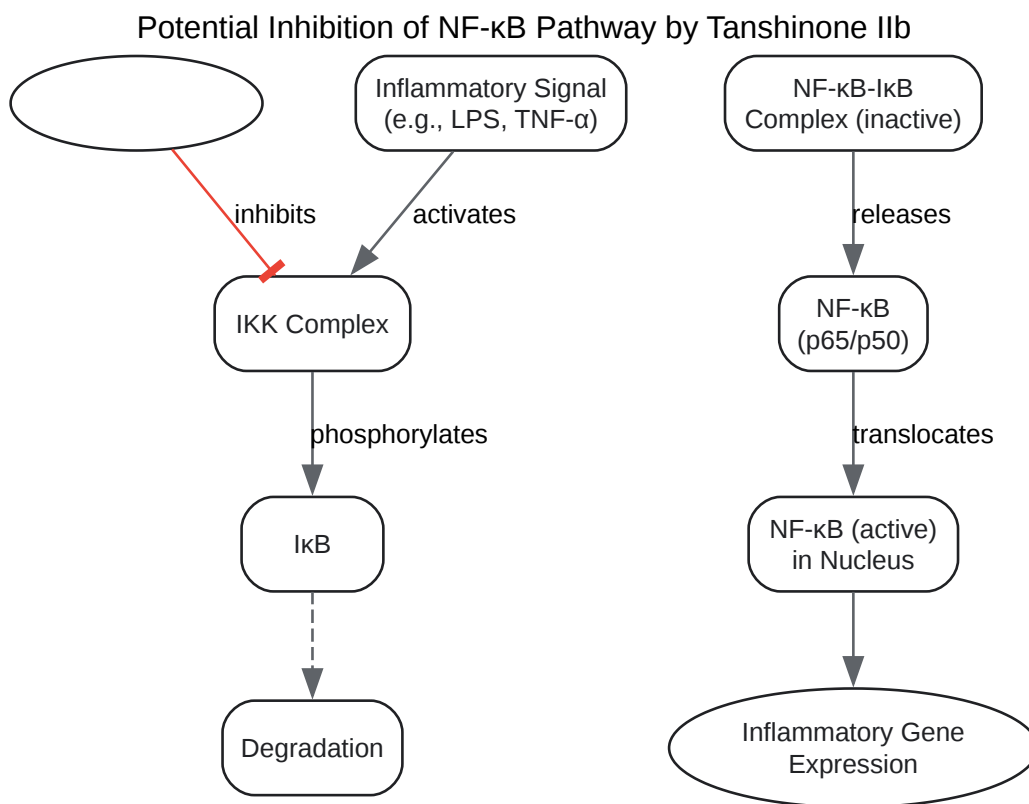 Potential Inhibition of NF-κB Pathway by Tanshinone IIb
Inflammatory Signal
(e.g., LPS, TNF-α)
NF-κB-IκB
Complex (inactive)
inhibits
activates
releases
IKK Complex
NF-κB
(p65/p50)
phosphorylates
translocates
IκB
NF-κB (active)
in Nucleus
Degradation
Inflammatory Gene
Expression